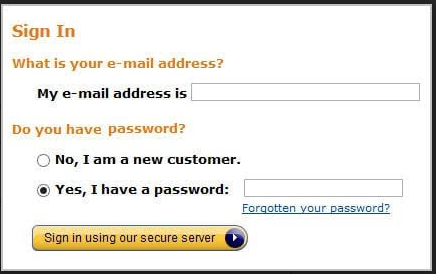 Sign In
What is your e-mail address?
My e-mail address is
Do you have password?
No, I am a new customer.
Yes, I have a password:
Forgotten your password?
Sign in using our secure server